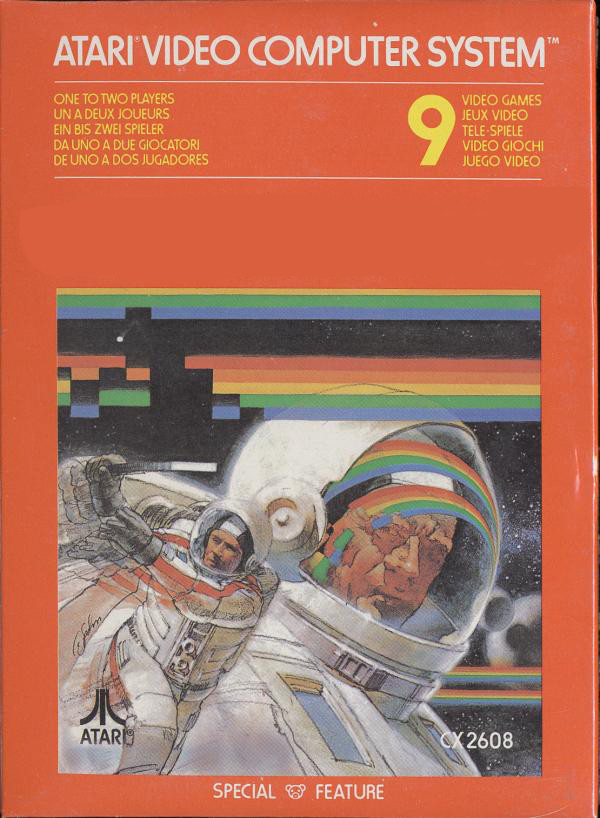 ATARI® VIDEO COMPUTER SYSTEM™
ONE TO TWO PLAYERS
UN A DEUX JOUEURS
EIN BIS ZWEI SPIELER
DA UNO A DUE GIOCATORI
DE UNO A DOS JUGADORES
9
VIDEO GAMES
JEUX VIDEO
TELE-SPIELE
VIDEO GIOCHI
JUEGO VIDEO
ATARI®
CX2608
SPECIAL FEATURE